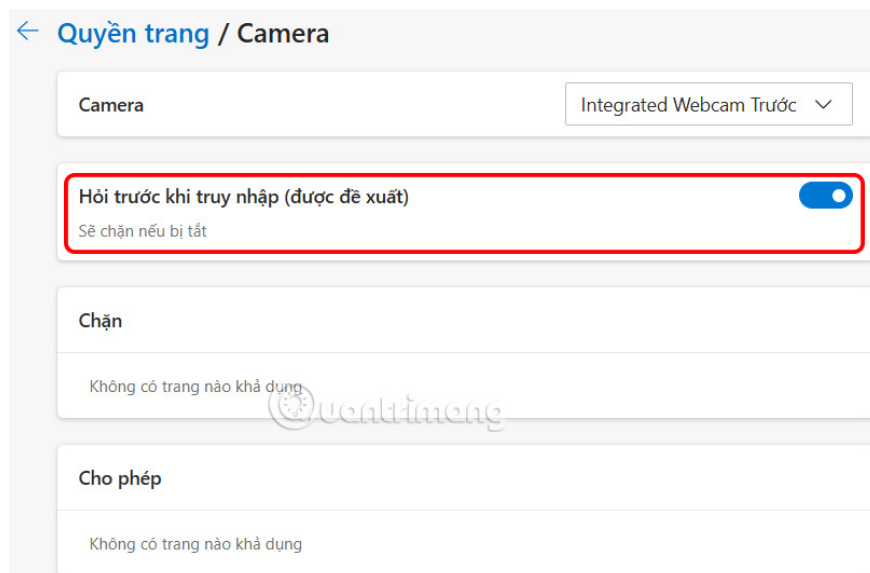 Quyền trang / Camera
Camera
Integrated Webcam Trước
Hỏi trước khi truy nhập (được đề xuất)
Sẽ chặn nếu bị tắt
Chặn
Không có trang nào khả dụng
Quantrimang
Cho phép
Không có trang nào khả dụng